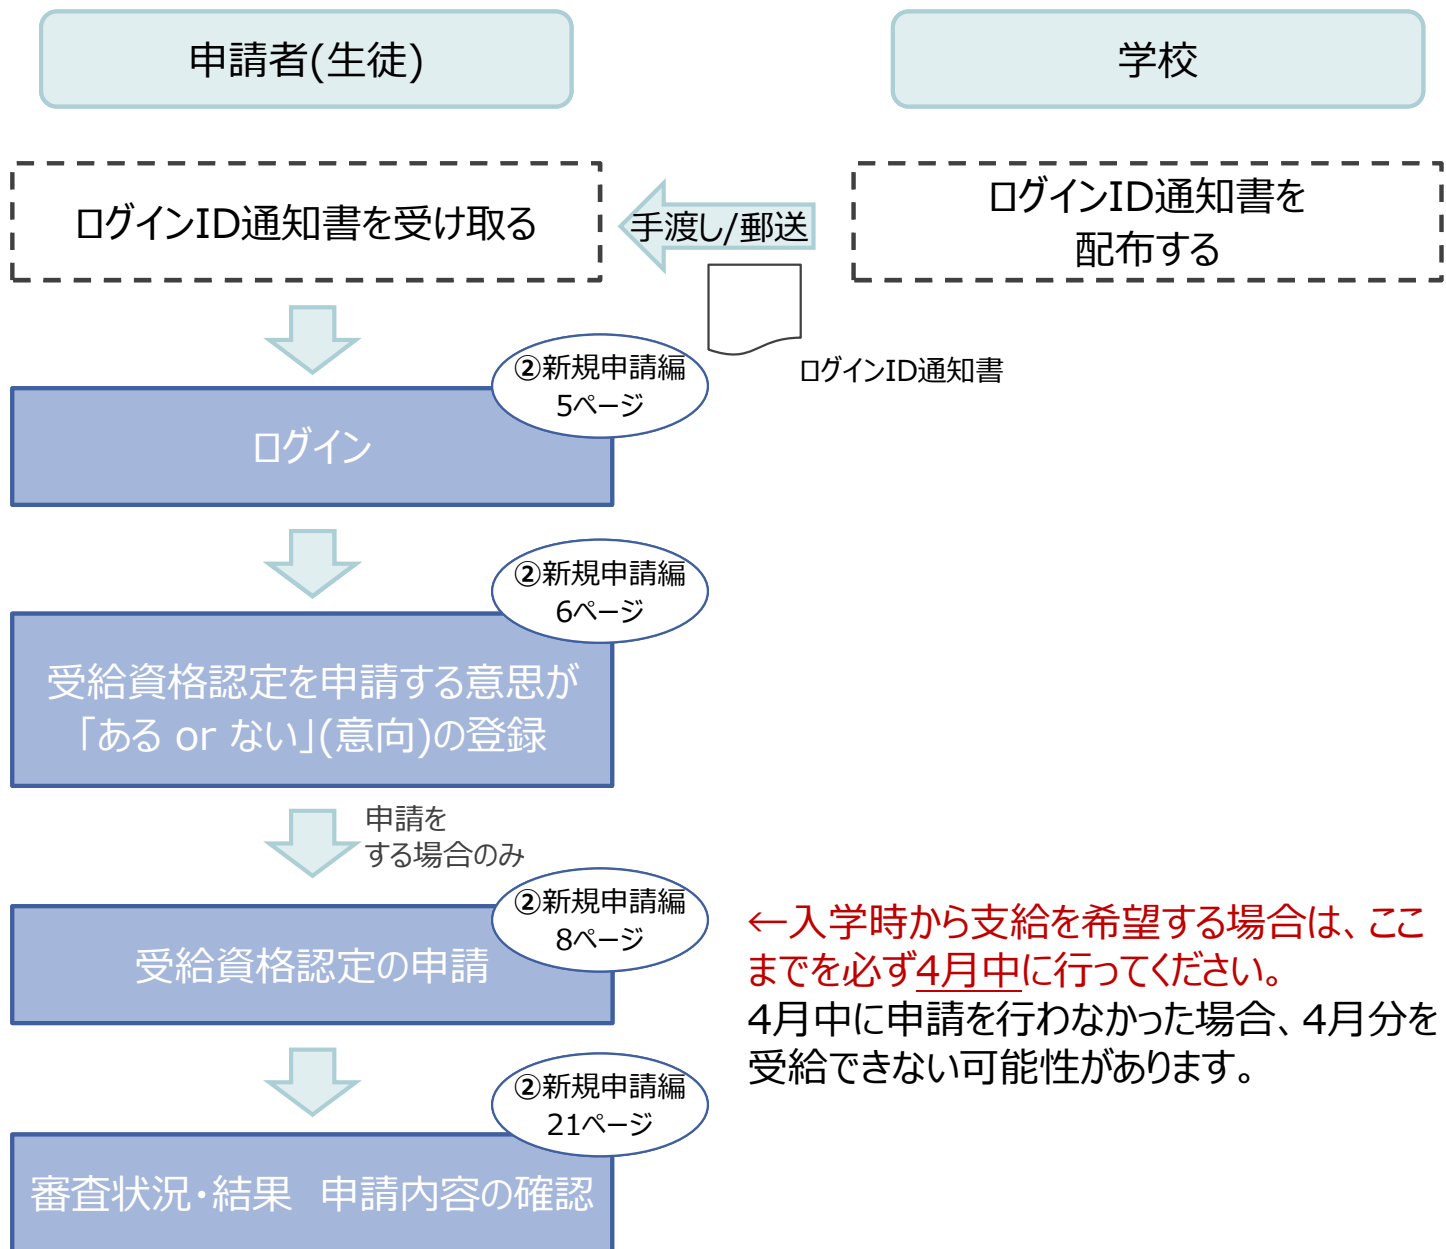 申請者(生徒)
学校
ログインID通知書を受け取る
手渡し/郵送
ログインID通知書を
配布する
ログインID通知書
②新規申請編
5ページ
ログイン
②新規申請編
6ページ
受給資格認定を申請する意思が
「ある or ない」(意向)の登録
申請を
する場合のみ
②新規申請編
8ページ
受給資格認定の申請
←入学時から支給を希望する場合は、ここ
までを必ず4月中に行ってください。
4月中に申請を行わなかった場合、4月分を
受給できない可能性があります。
②新規申請編
21ページ
審査状況・結果　申請内容の確認